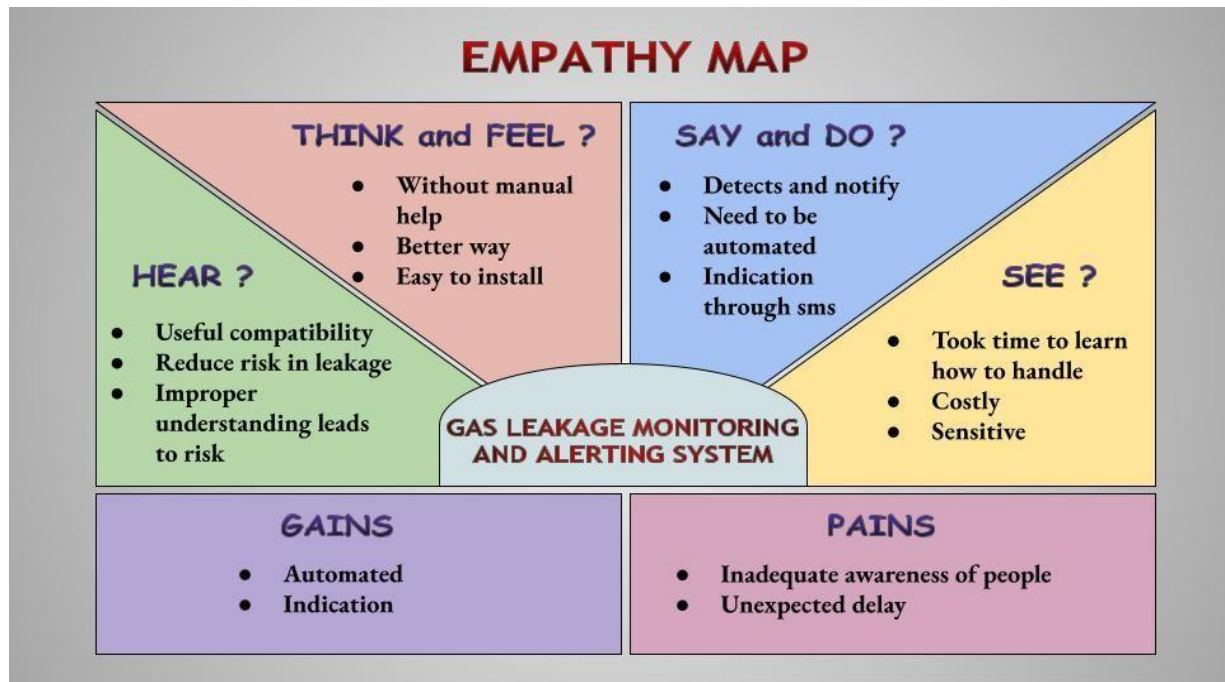 EMPATHY MAP
THINK and FEEL ?
● Without manual
help
● Better way
● Easy to install
SAY and DO ?
● Detects and notify
● Need to be
automated
● Indication
through sms
HEAR ?
● Useful compatibility
● Reduce risk in leakage
● Improper
understanding leads
to risk
SEE ?
● Took time to learn
how to handle
● Costly
● Sensitive
GAS LEAKAGE MONITORING
AND ALERTING SYSTEM
GAINS
● Automated
● Indication
PAINS
● Inadequate awareness of people
● Unexpected delay